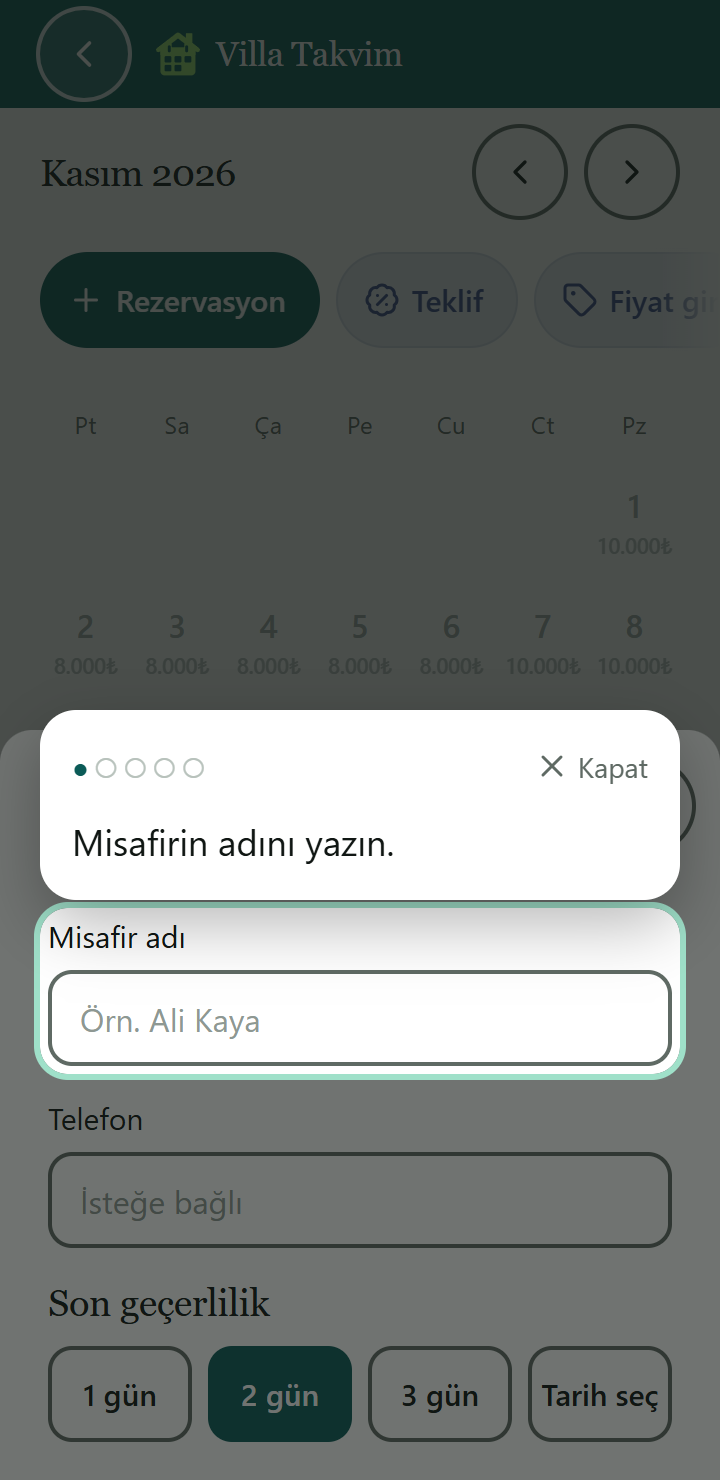 Villa Takvim
Kasım 2026
Rezervasyon
Teklif
Fiyat gir
Pt Sa Ça Pe Cu Ct Pz
1
10.000₺
2 3 4 5 6 7 8
8.000₺ 8.000₺ 8.000₺ 8.000₺ 8.000₺ 10.000₺ 10.000₺
Kapat
Misafirin adını yazın.
Misafir adı
Örn. Ali Kaya
Telefon
İsteğe bağlı
Son geçerlilik
1 gün
2 gün
3 gün
Tarih seç